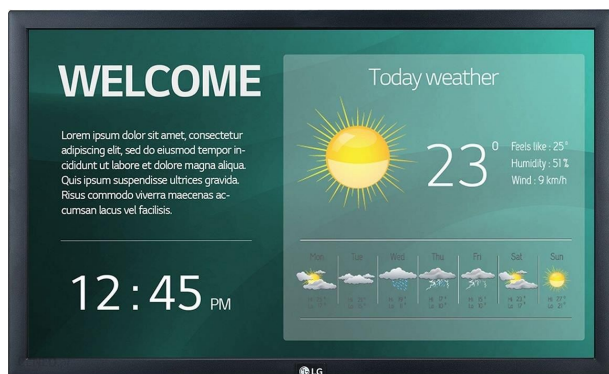 WELCOME
Lorem ipsum dolor sit amet, consectetur
adipiscing elit, sed do eiusmod tempor in-
cididunt ut labore et dolore magna aliqua.
Quis ipsum suspendisse ultrices gravida.
Risus commodo viverra maecenas ac-
cumsan lacus vel facilisis.
12 : 45 PM
Today weather
23°
Feels like : 25°
Humidity : 51 %
Wind : 9 km/h
Mon Tue Wed Thu Fri Sat Sun
LG